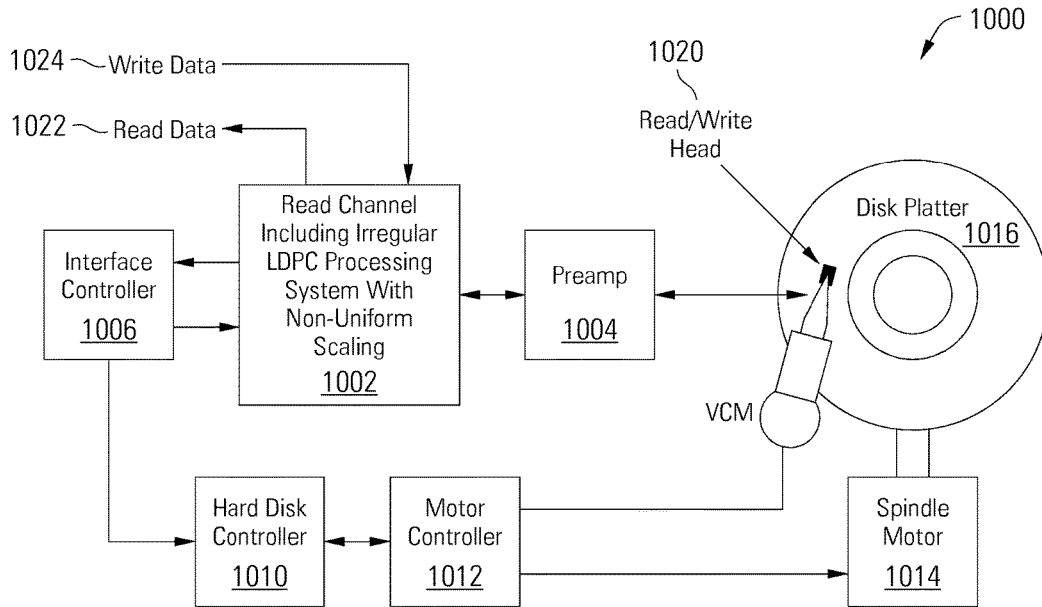 1000
1024 Write Data
1022 Read Data
1020
Read/Write
Head
Read Channel
Including Irregular
LDPC Processing
System With
Non-Uniform
Scaling
1002
Interface
Controller
1006
Preamp
1004
Disk Platter
1016
VCM
Hard Disk
Controller
1010
Motor
Controller
1012
Spindle
Motor
1014